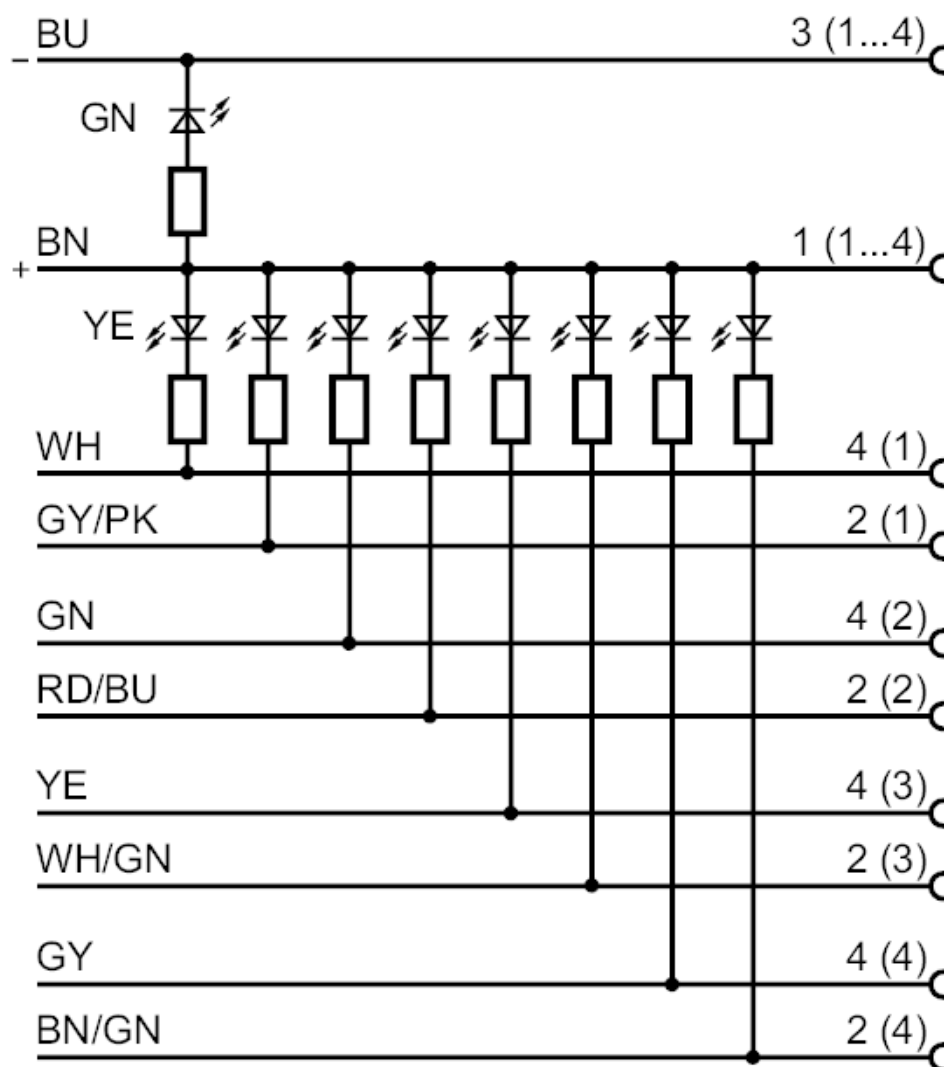 BU 3 (1...4)
−
GN
BN 1 (1...4)
+
YE
WH 4 (1)
GY/PK 2 (1)
GN 4 (2)
RD/BU 2 (2)
YE 4 (3)
WH/GN 2 (3)
GY 4 (4)
BN/GN 2 (4)